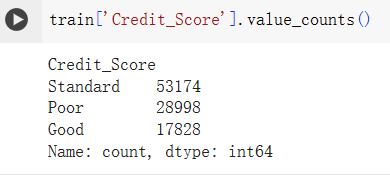 train['Credit_Score'].value_counts()
Credit_Score
Standard    53174
Poor        28998
Good        17828
Name: count, dtype: int64